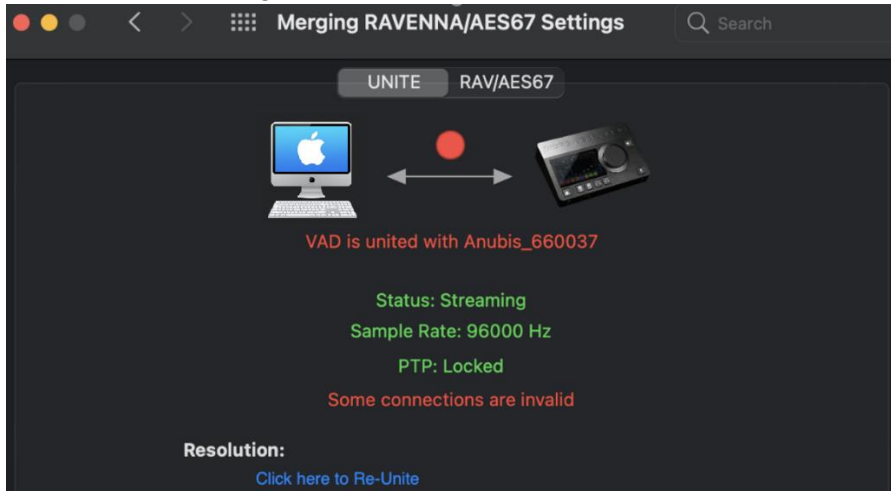 Merging RAVENNA/AES67 Settings
Search
UNITE
RAV/AES67
VAD is united with Anubis_660037
Status: Streaming
Sample Rate: 96000 Hz
PTP: Locked
Some connections are invalid
Resolution:
Click here to Re-Unite